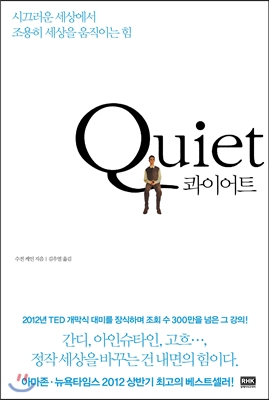 시끄러운 세상에서
조용히 세상을 움직이는 힘
Quiet
콰이어트
수전 케인 지음 | 김우열 옮김
2012년 TED 개막식 대미를 장식하며 조회 수 300만을 넘은 그 강의!
간디, 아인슈타인, 고흐…,
정작 세상을 바꾸는 건 내면의 힘이다.
아마존·뉴욕타임스 2012 상반기 최고의 베스트셀러!
RHK